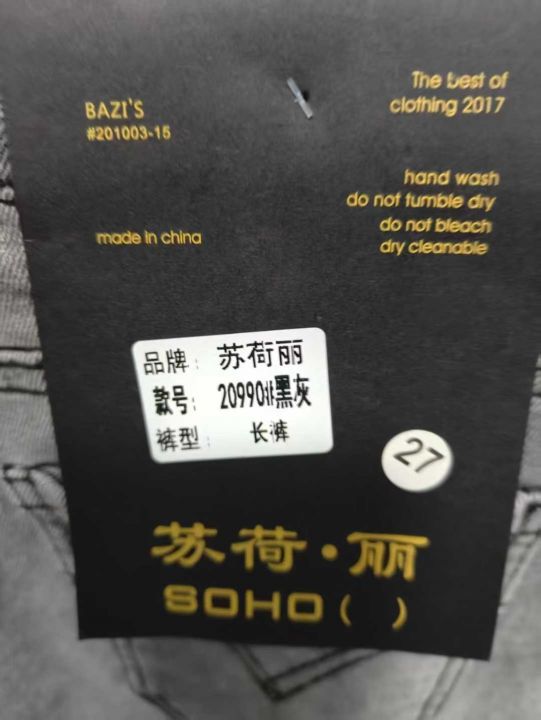 BAZI'S
#201003-15
The best of
clothing 2017
hand wash
do not tumble dry
do not bleach
dry cleanable
made in china
品牌: 苏荷丽
款号: 20990#黑灰
裤型: 长裤
27
苏荷·丽
SOHO ( )